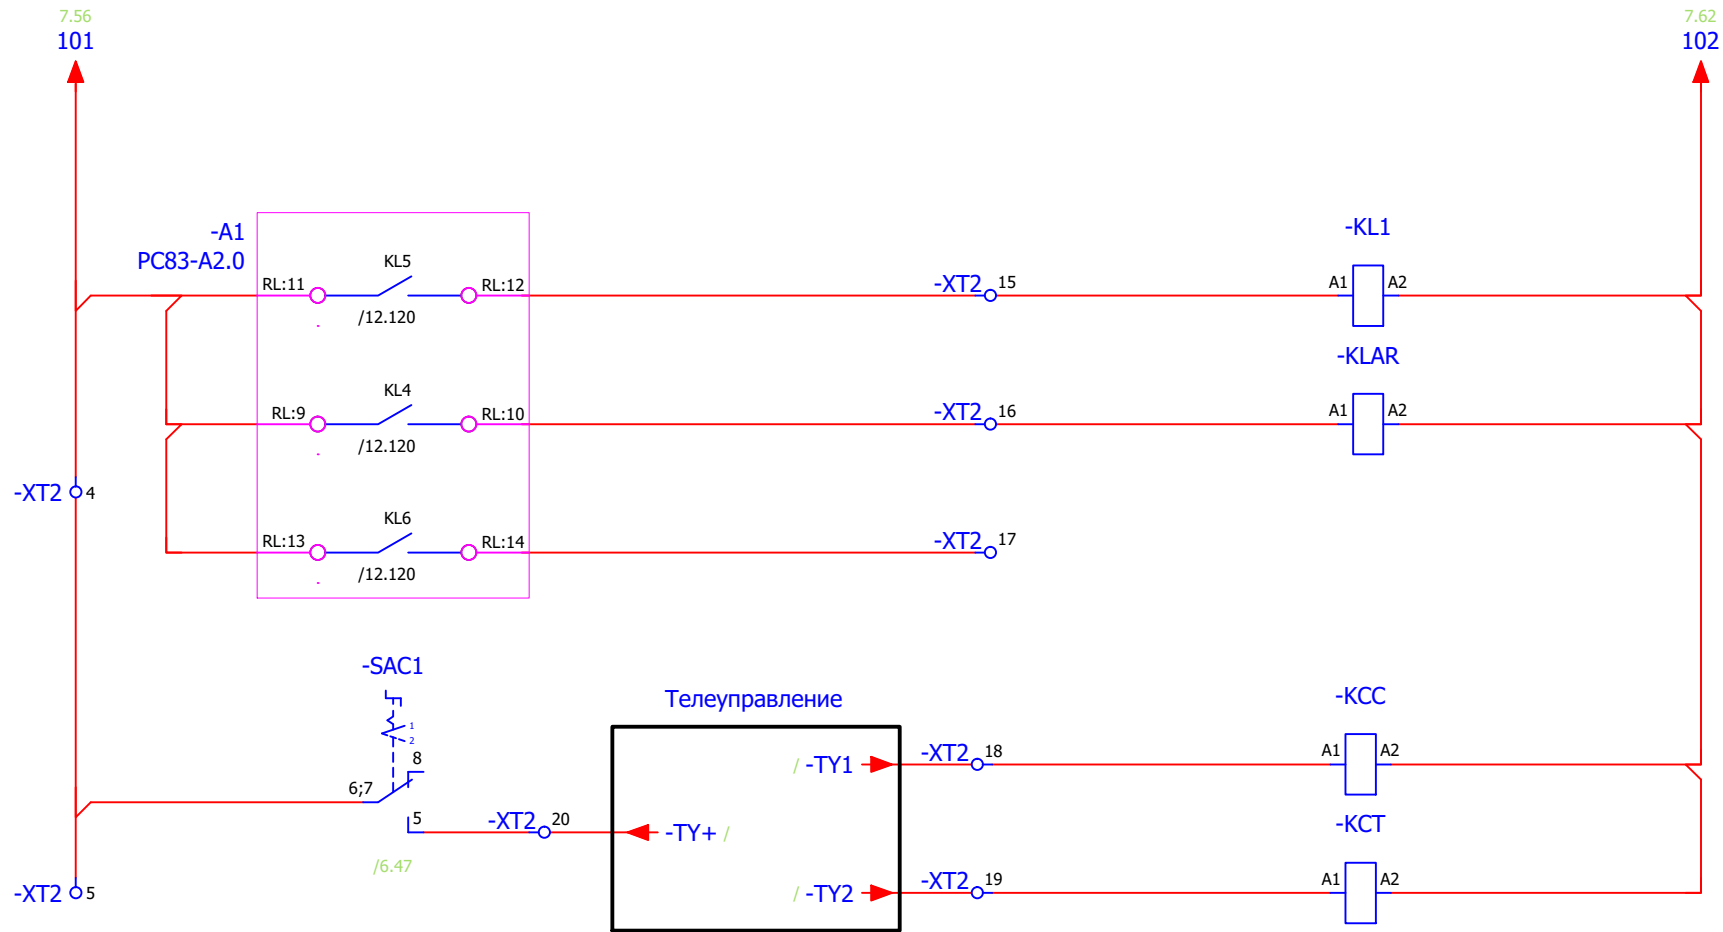 7.56
101
7.62
102
-A1
PC83-A2.0
KL5
RL:11
RL:12
/12.120
-XT2
15
-KL1
A1
A2
KL4
RL:9
RL:10
/12.120
-XT2
16
-KLAR
A1
A2
-XT2
4
KL6
RL:13
RL:14
/12.120
-XT2
17
-SAC1
1
2
8
6;7
5
/6.47
-XT2
20
Телеуправление
/ -TY1
-TY+ /
/ -TY2
-XT2
18
-KCC
A1
A2
-XT2
19
-KCT
A1
A2
-XT2
5